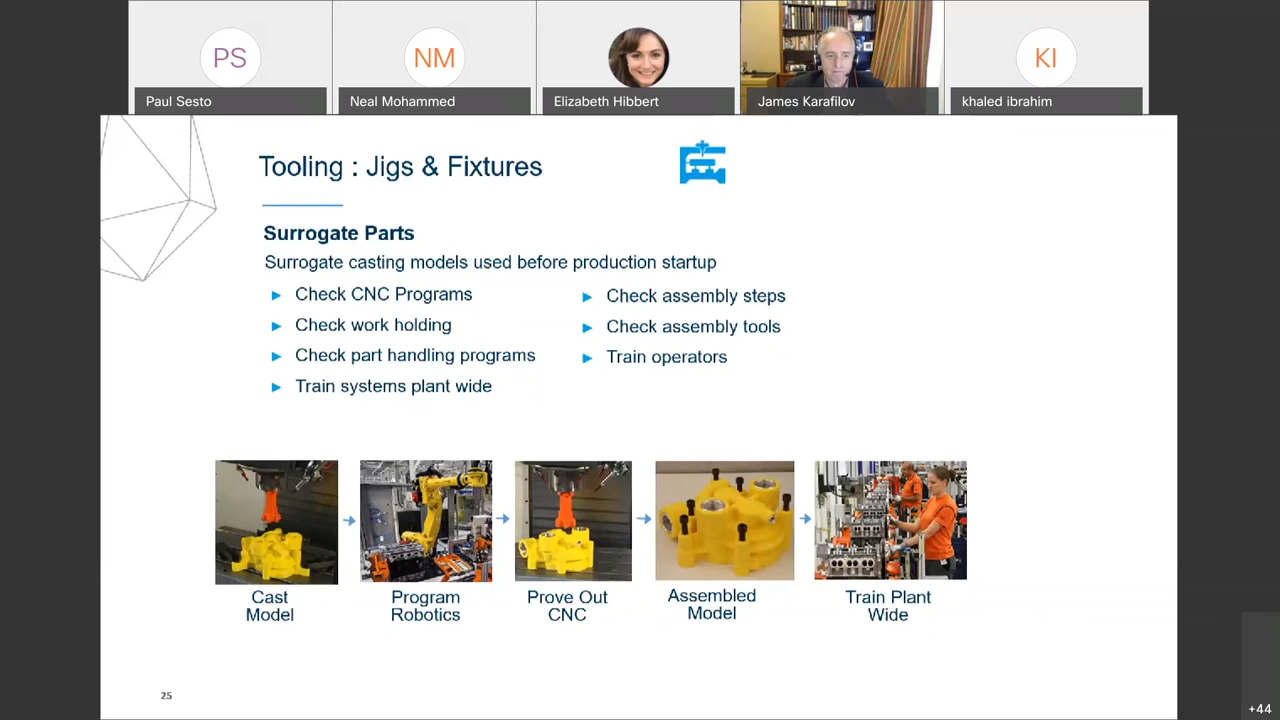 PS
NM
KI
Paul Sesto
Neal Mohammed
Elizabeth Hibbert
James Karafilov
khaled ibrahim
Tooling : Jigs & Fixtures
Surrogate Parts
Surrogate casting models used before production startup
Check CNC Programs
Check work holding
Check part handling programs
Train systems plant wide
Check assembly steps
Check assembly tools
Train operators
Cast
Model
Program
Robotics
Prove Out
CNC
Assembled
Model
Train Plant
Wide
25
+44